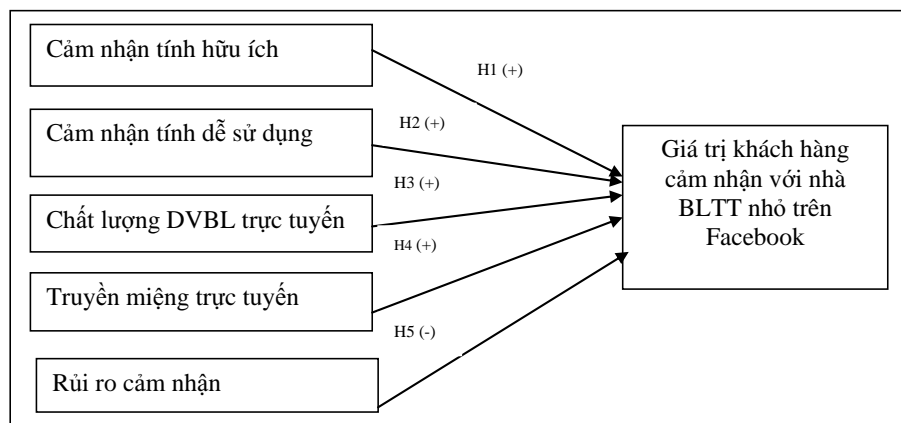 Cảm nhận tính hữu ích
H1 (+)
Cảm nhận tính dễ sử dụng
H2 (+)
H3 (+)
Chất lượng DVBL trực tuyến
H4 (+)
Truyền miệng trực tuyến
H5 (-)
Rủi ro cảm nhận
Giá trị khách hàng
cảm nhận với nhà
BLTT nhỏ trên
Facebook